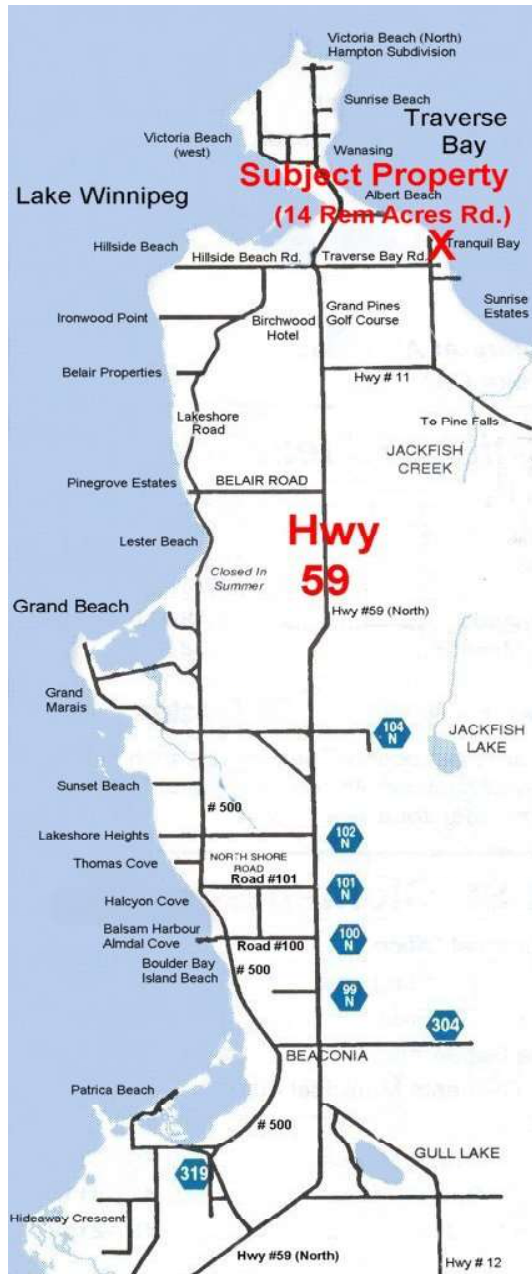 Victoria Beach (North)
Hampton Subdivision
Sunrise Beach
Traverse
Bay
Victoria Beach
(west)
Wanasing
Subject Property
Lake Winnipeg
Albert Beach
(14 Rem Acres Rd.)
X
Tranquil Bay
Hillside Beach
Hillside Beach Rd.
Traverse Bay Rd.
Sunrise
Estates
Grand Pines
Golf Course
Ironwood Point
Birchwood
Hotel
Belair Properties
Hwy # 11
Lakeshore
Road
To Pine Falls
JACKFISH
CREEK
Pinegrove Estates
BELAIR ROAD
Hwy
59
Lester Beach
Closed In
Summer
Grand Beach
Hwy #59 (North)
Grand
Marais
104
N
JACKFISH
LAKE
Sunset Beach
# 500
Lakeshore Heights
102
N
Thomas Cove
NORTH SHORE
ROAD
Road #101
101
N
Halcyon Cove
Balsam Harbour
Almdal Cove
Road #100
100
N
Boulder Bay
Island Beach
# 500
99
N
304
BEACONIA
Patrica Beach
# 500
GULL LAKE
319
Hideaway Crescent
Hwy #59 (North)
Hwy # 12